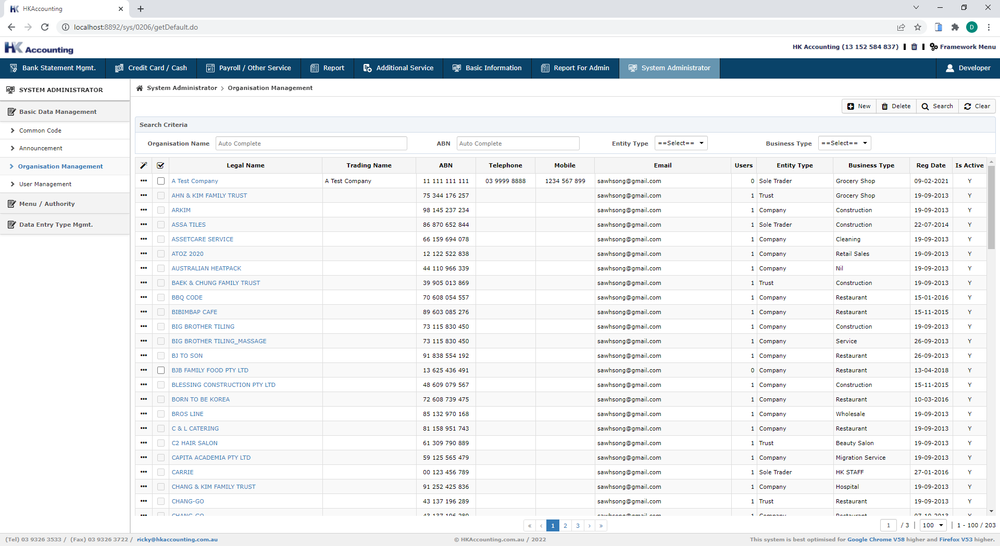 HKAccounting
localhost:8892/sys/0206/getDefault.do
D
HK Accounting
HK Accounting (13 152 584 837) Framework Menu
Bank Statement Mgmt. Credit Card / Cash Payroll / Other Service Report Additional Service Basic Information Report For Admin System Administrator Developer
SYSTEM ADMINISTRATOR
Basic Data Management
Common Code
Announcement
Organisation Management
User Management
Menu / Authority
Data Entry Type Mgmt.
System Administrator > Organisation Management
New Delete Search Clear
Search Criteria
Organisation Name Auto Complete ABN Auto Complete Entity Type ==Select== Business Type ==Select==
Legal Name Trading Name ABN Telephone Mobile Email Users Entity Type Business Type Reg Date Is Active
A Test Company A Test Company 11 111 111 111 03 9999 8888 1234 567 899 sawhsong@gmail.com 0 Sole Trader Grocery Shop 09-02-2021 Y
AHN & KIM FAMILY TRUST 75 344 176 257 sawhsong@gmail.com 1 Trust Grocery Shop 19-09-2013 Y
ARKIM 98 145 237 234 sawhsong@gmail.com 1 Company Construction 19-09-2013 Y
ASSA TILES 86 870 652 844 sawhsong@gmail.com 1 Sole Trader Construction 22-07-2014 Y
ASSETCARE SERVICE 66 159 694 078 sawhsong@gmail.com 1 Company Cleaning 19-09-2013 Y
ATOZ 2020 12 122 522 838 sawhsong@gmail.com 1 Company Retail Sales 19-09-2013 Y
AUSTRALIAN HEATPACK 44 110 966 339 sawhsong@gmail.com 1 Company Nil 19-09-2013 Y
BAEK & CHUNG FAMILY TRUST 39 905 013 869 sawhsong@gmail.com 1 Trust Construction 19-09-2013 Y
BBQ CODE 70 608 054 557 sawhsong@gmail.com 1 Company Restaurant 15-01-2016 Y
BIBIMBAP CAFE 89 603 085 276 sawhsong@gmail.com 1 Company Restaurant 15-11-2015 Y
BIG BROTHER TILING 73 115 830 450 sawhsong@gmail.com 1 Company Construction 19-09-2013 Y
BIG BROTHER TILING_MASSAGE 73 115 830 450 sawhsong@gmail.com 1 Company Service 26-09-2013 Y
BJ TO SON 91 838 554 192 sawhsong@gmail.com 1 Company Restaurant 26-09-2013 Y
BJB FAMILY FOOD PTY LTD 13 625 436 491 sawhsong@gmail.com 0 Company Restaurant 13-04-2018 Y
BLESSING CONSTRUCTION PTY LTD 48 609 079 567 sawhsong@gmail.com 1 Company Construction 15-11-2015 Y
BORN TO BE KOREA 72 608 739 475 sawhsong@gmail.com 1 Company Restaurant 10-03-2016 Y
BROS LINE 85 132 970 168 sawhsong@gmail.com 1 Company Wholesale 19-09-2013 Y
C & L CATERING 81 158 951 743 sawhsong@gmail.com 1 Company Restaurant 19-09-2013 Y
C2 HAIR SALON 61 309 790 889 sawhsong@gmail.com 1 Trust Beauty Salon 19-09-2013 Y
CAPITA ACADEMIA PTY LTD 59 125 565 479 sawhsong@gmail.com 1 Company Migration Service 19-09-2013 Y
CARRIE 00 123 456 789 sawhsong@gmail.com 1 Sole Trader HK STAFF 27-01-2016 Y
CHANG & KIM FAMILY TRUST 91 252 425 836 sawhsong@gmail.com 1 Company Hospital 19-09-2013 Y
CHANG-GO 43 137 196 289 sawhsong@gmail.com 1 Trust Restaurant 19-09-2013 Y
CHANG-GO 43 137 196 289 sawhsong@gmail.com 1 Company Restaurant 07-10-2013 Y
« ‹ 1 2 3 › » 1 / 3 | 100 | 1 - 100 / 203
(Tel) 03 9326 3533 / (Fax) 03 9326 3722 / ricky@hkaccounting.com.au © HKAccounting.com.au / 2022 This system is best optimised for Google Chrome V58 higher and Firefox V53 higher.